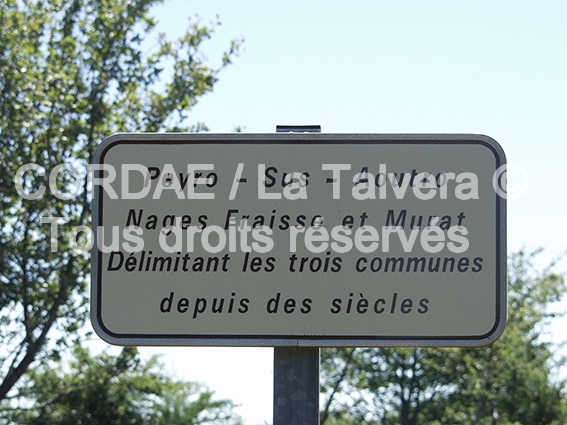 Peyro - Sus - Aoutro
CORDAE / La Talvera ©
Nages Fraisse et Murat
Tous droits réservés
Délimitant les trois communes
depuis des siècles